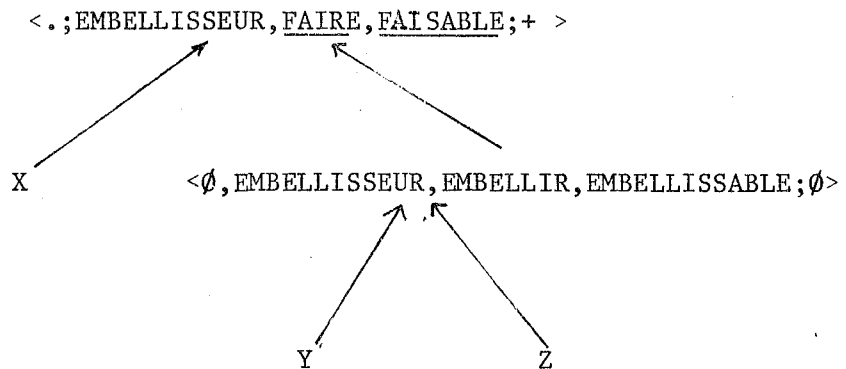 <.;EMBELLISSEUR,FAIRE,FAISABLE;+ >
X <∅,EMBELLISSEUR,EMBELLIR,EMBELLISSABLE;∅>
Y Z